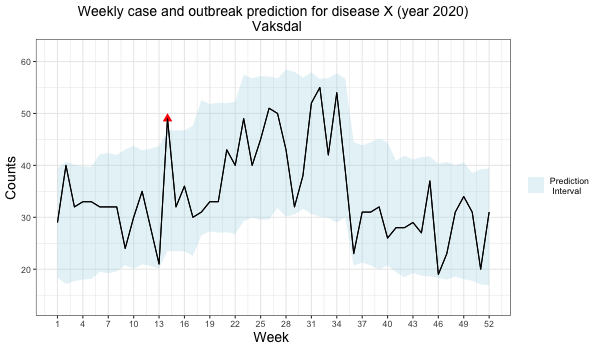 Weekly case and outbreak prediction for disease X (year 2020)
Vaksdal
60
50
40
30
20
Counts
1 4 7 10 13 16 19 22 25 28 31 34 37 40 43 46 49 52
Week
Prediction
Interval